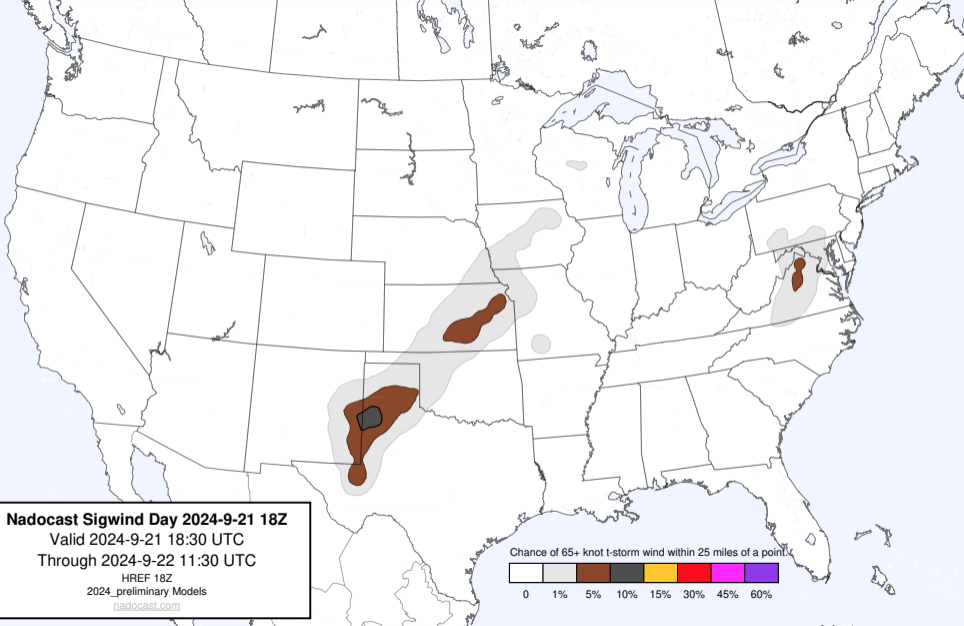 Nadocast Sigwind Day 2024-9-21 18Z
Valid 2024-9-21 18:30 UTC
Through 2024-9-22 11:30 UTC
HREF 18Z
2024_preliminary Models
nadocast.com
Chance of 65+ knot t-storm wind within 25 miles of a point.
0 1% 5% 10% 15% 30% 45% 60%